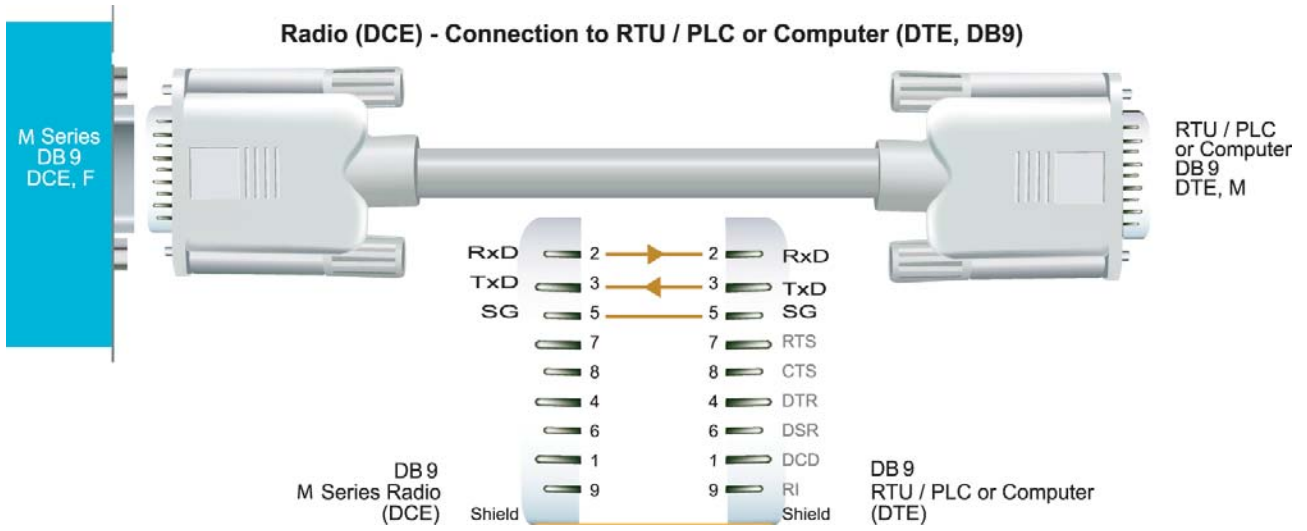 Radio (DCE) - Connection to RTU / PLC or Computer (DTE, DB9)
M Series
DB 9
DCE, F
RTU / PLC
or Computer
DB 9
DTE, M
RxD 2 2 RxD
TxD 3 3 TxD
SG 5 5 SG
7 7 RTS
8 8 CTS
4 4 DTR
6 6 DSR
1 1 DCD
9 9 RI
Shield Shield
DB 9
M Series Radio
(DCE)
DB 9
RTU / PLC or Computer
(DTE)